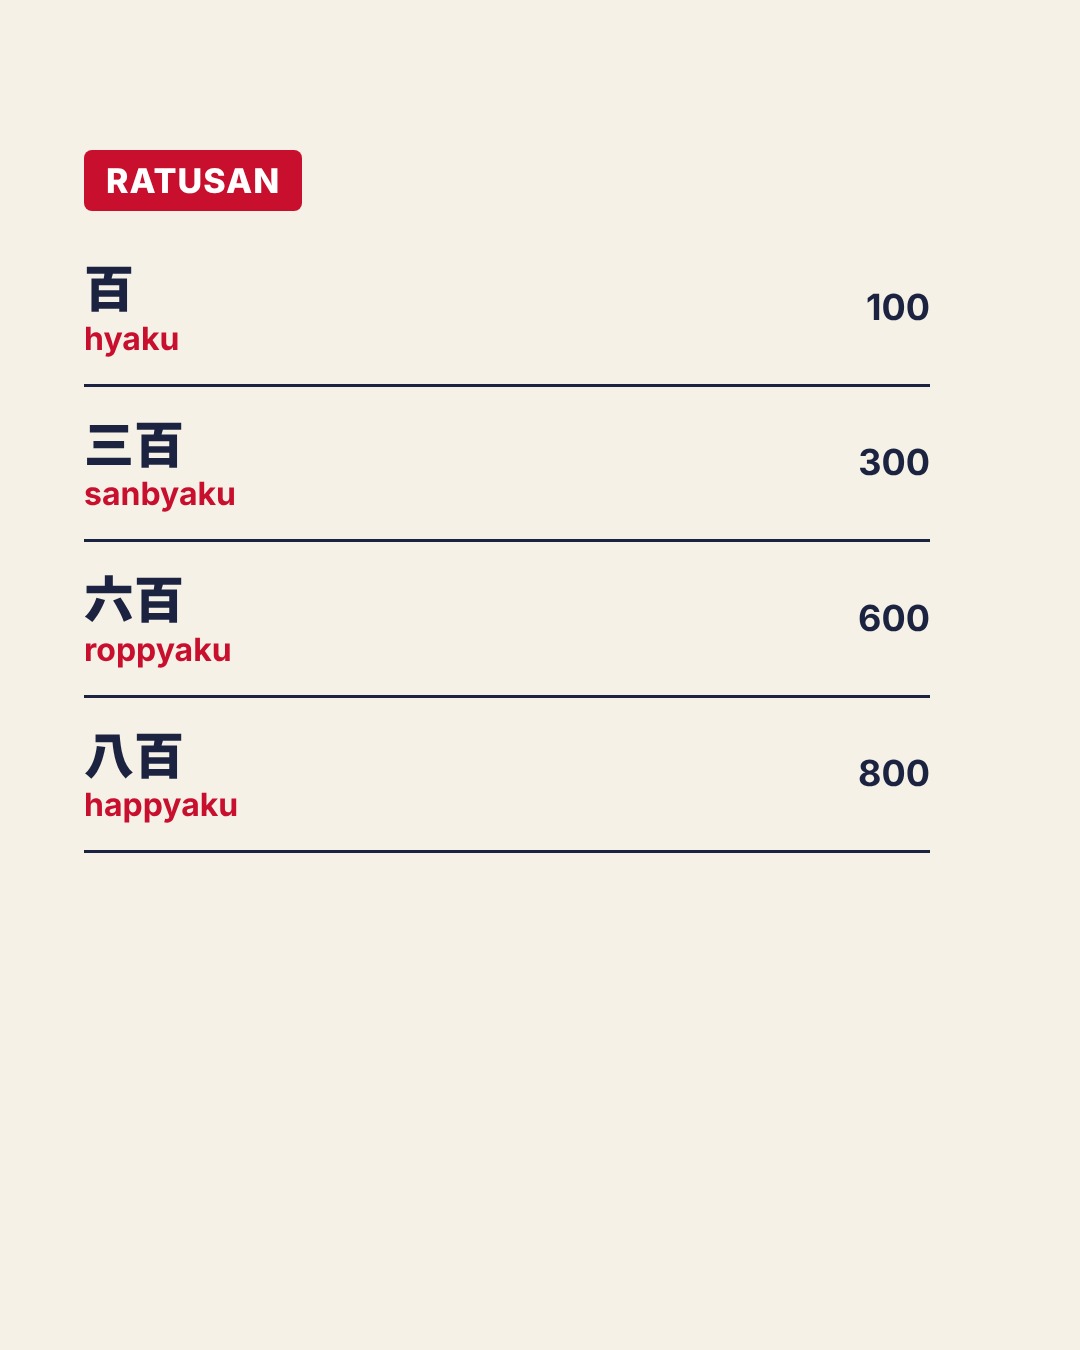 RATUSAN
百
hyaku
100
三百
sanbyaku
300
六百
roppyaku
600
八百
happyaku
800